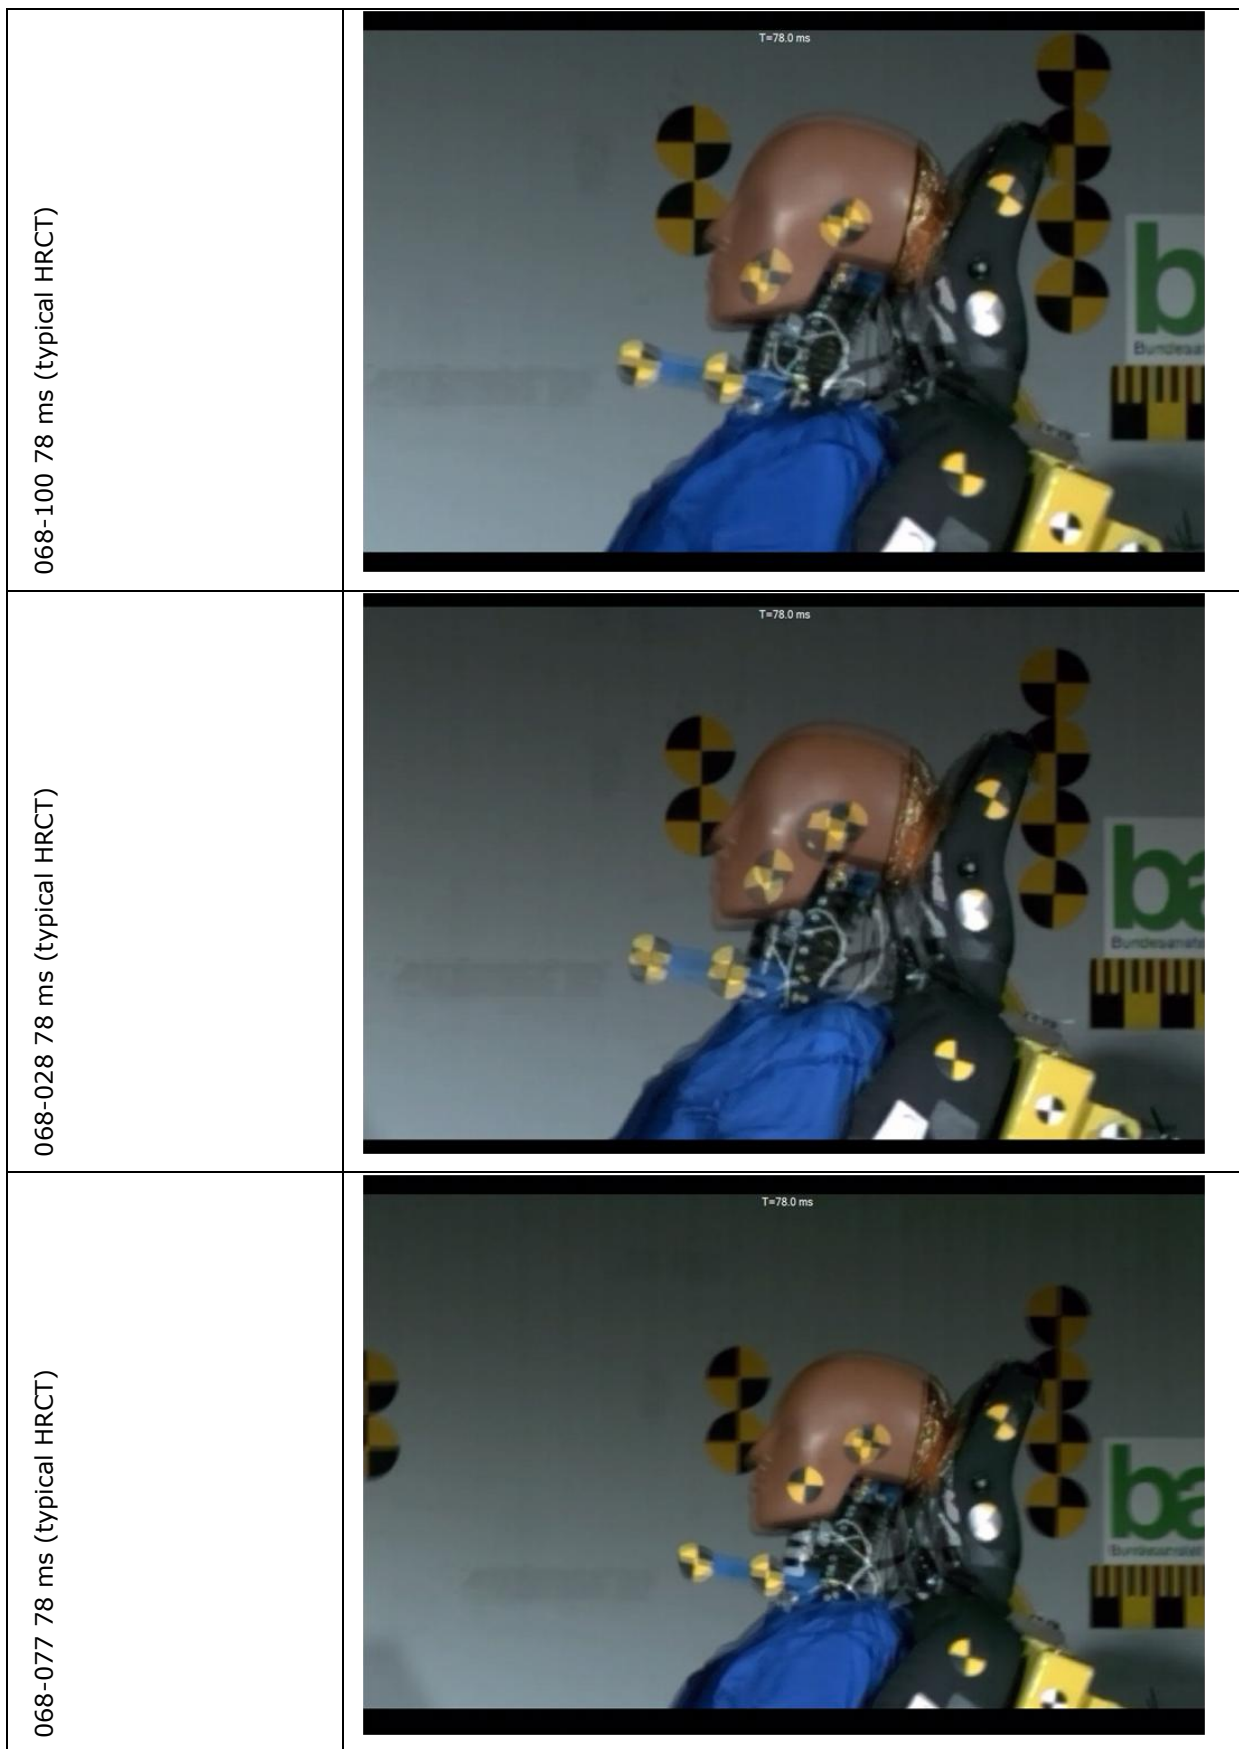 068-100 78 ms (typical HRCT)
T=78.0 ms
b
068-028 78 ms (typical HRCT)
T=78.0 ms
ba
068-077 78 ms (typical HRCT)
T=78.0 ms
ba